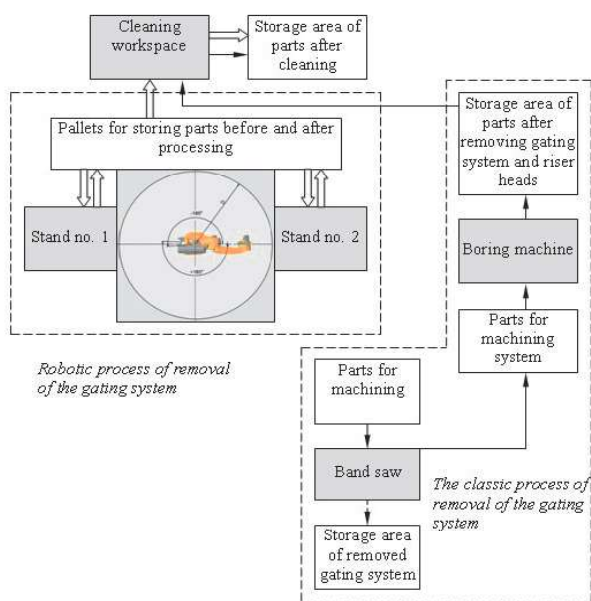 Cleaning
workspace
Storage area of
parts after
cleaning
Pallets for storing parts before and after
processing
Stand no. 1
Stand no. 2
Robotic process of removal
of the gating system
Storage area of
parts after
removing gating
system and riser
heads
Boring machine
Parts for
machining
system
Parts for
machining
Band saw
Storage area
of removed
gating system
The classic process of
removal of the gating
system